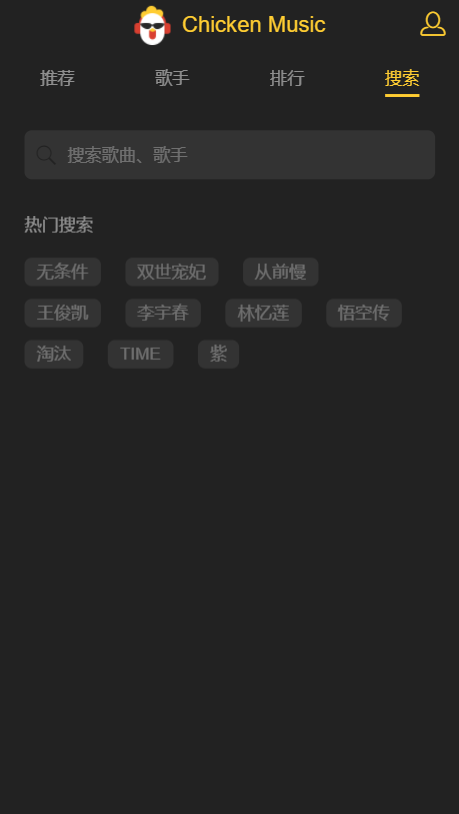 Chicken Music
推荐 歌手 排行 搜索
搜索歌曲、歌手
热门搜索
无条件 双世宠妃 从前慢
王俊凯 李宇春 林忆莲 悟空传
淘汰 TIME 紫